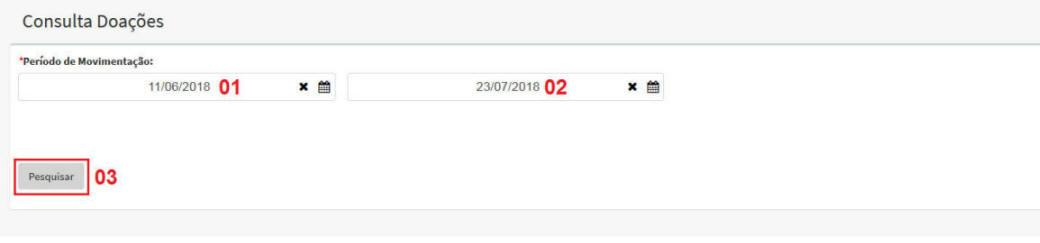 Consulta Doações
*Período de Movimentação:
11/06/2018 01 23/07/2018 02
Pesquisar 03